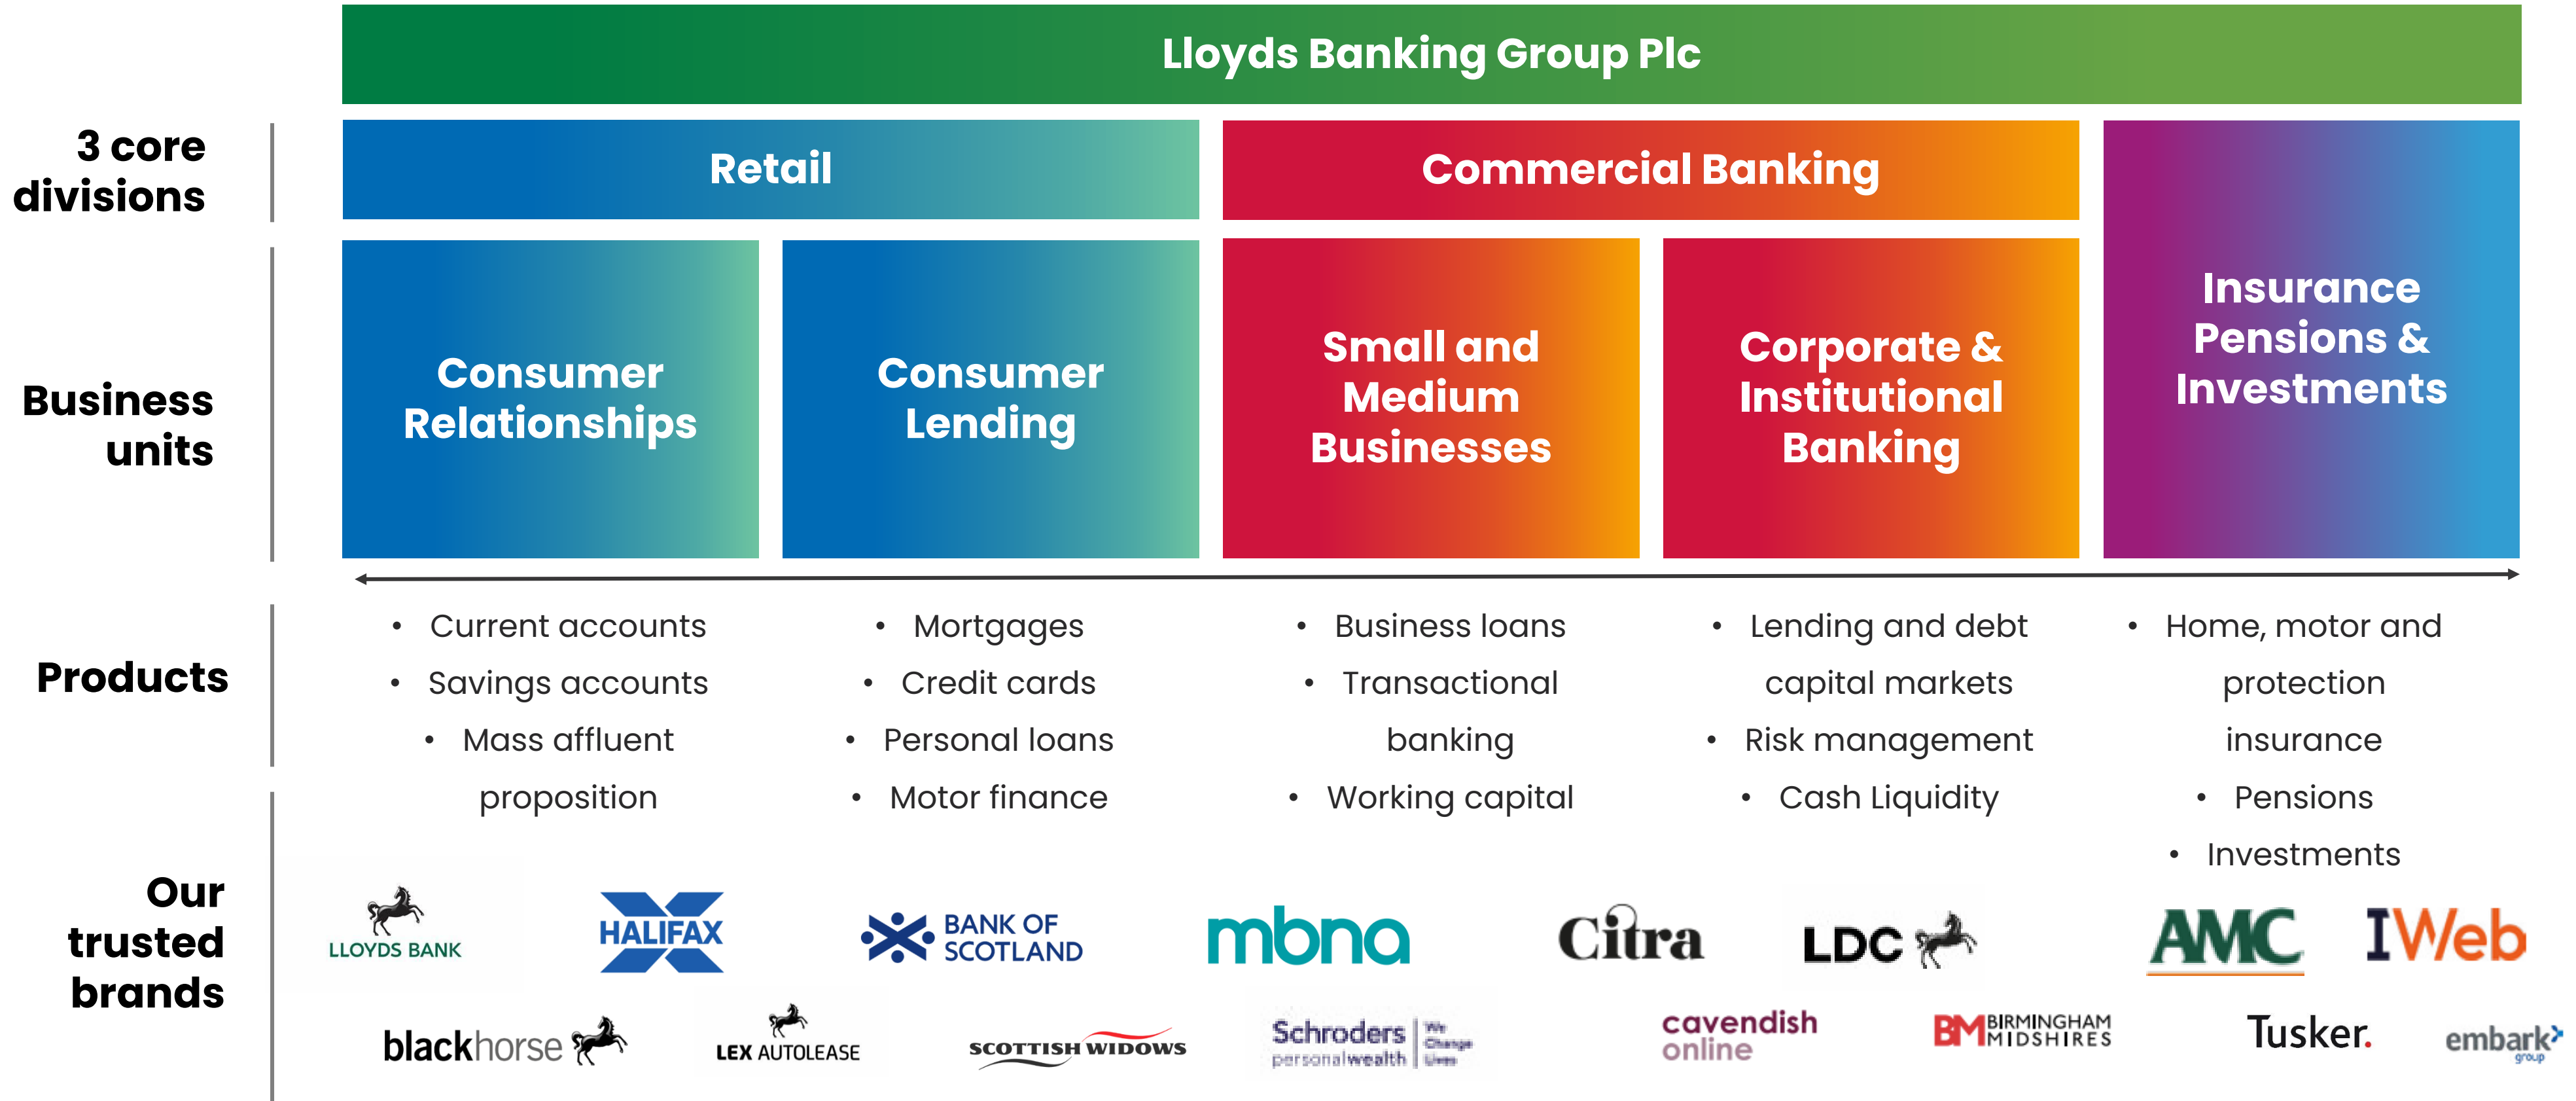 Lloyds Banking Group Plc
3 core
divisions
Retail
Commercial Banking
Insurance
Pensions &
Investments
Business
units
Consumer
Relationships
Consumer
Lending
Small and
Medium
Businesses
Corporate &
Institutional
Banking
Products
• Current accounts
• Savings accounts
• Mass affluent
proposition
• Mortgages
• Credit cards
• Personal loans
• Motor finance
• Business loans
• Transactional
banking
• Working capital
• Lending and debt
capital markets
• Risk management
• Cash Liquidity
• Home, motor and
protection
insurance
• Pensions
• Investments
Our
trusted
brands
LLOYDS BANK
HALIFAX
BANK OF
SCOTLAND
mbna
Citra
LDC
AMC
IWeb
blackhorse
LEX AUTOLEASE
SCOTTISH WIDOWS
Schroders
personalwealth
We
Change
Lives
cavendish
online
BM BIRMINGHAM
MIDSHIRES
Tusker.
embark
group